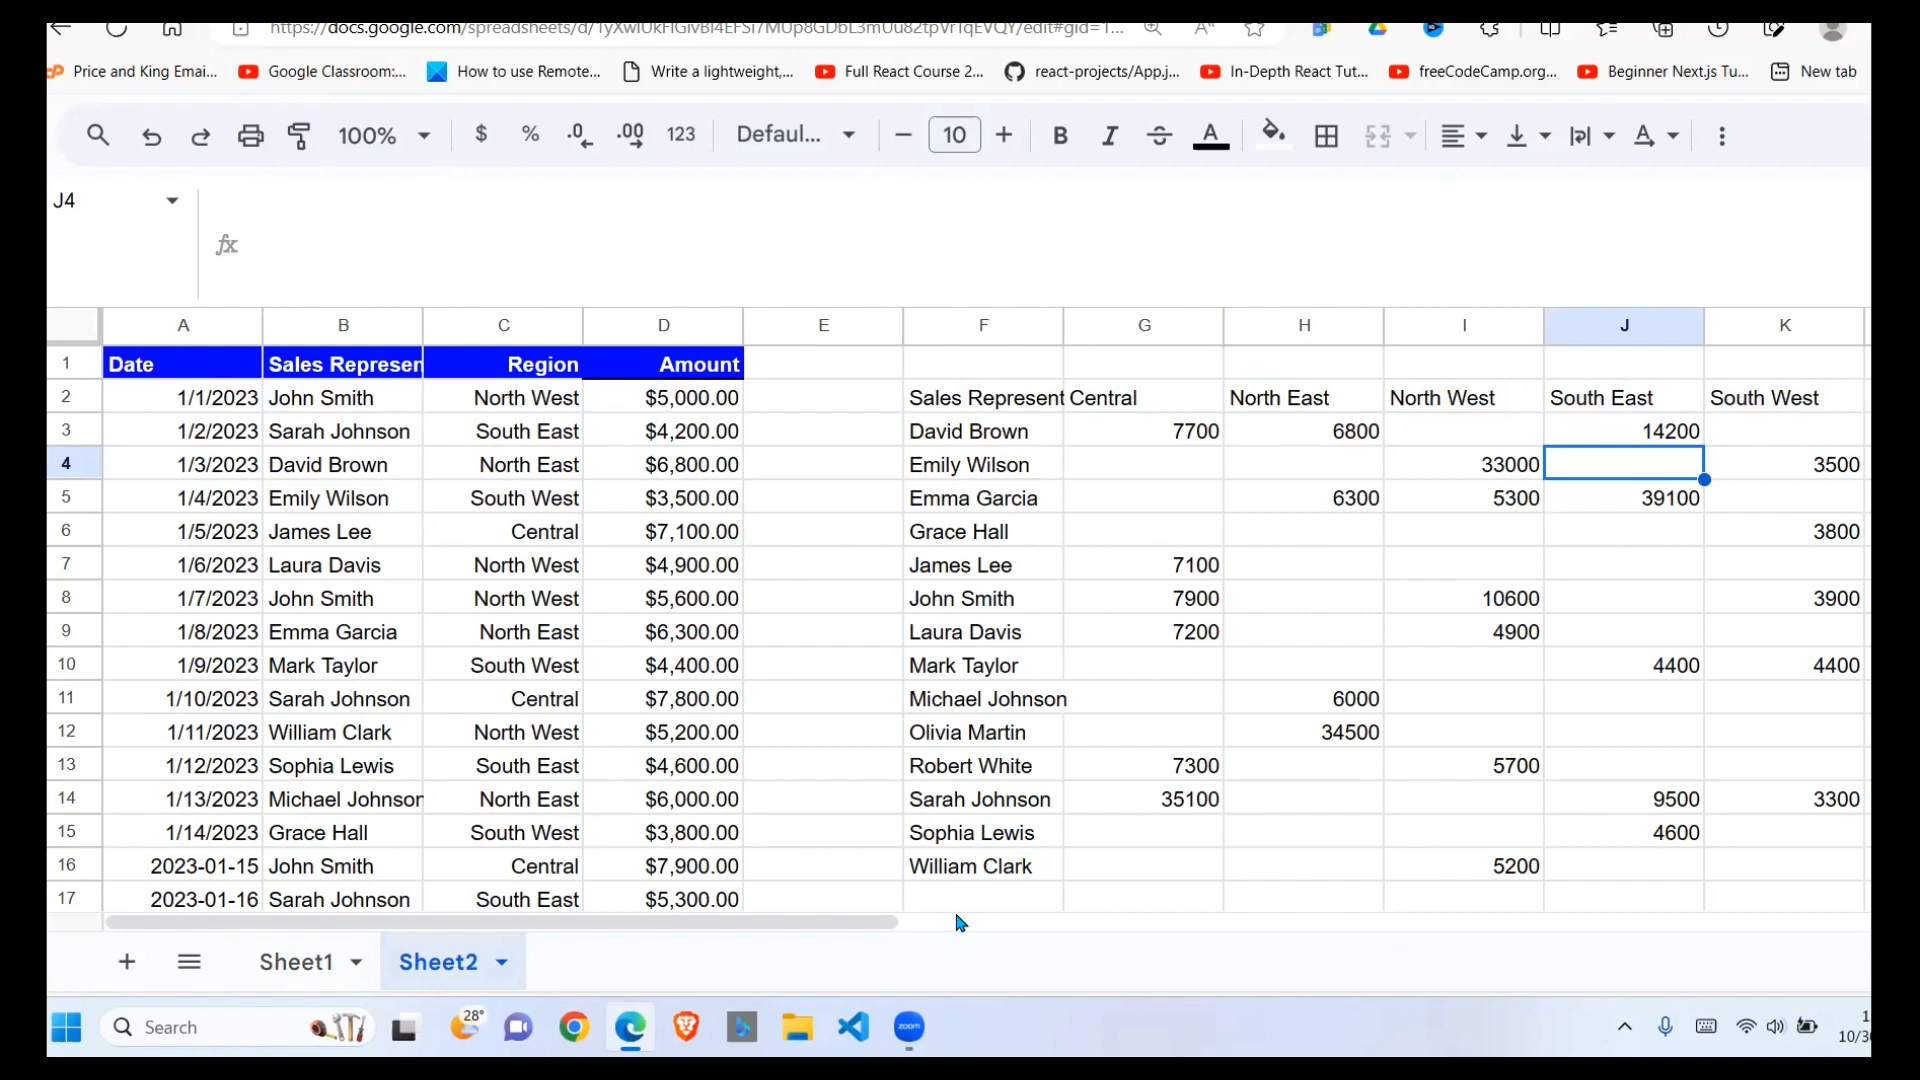 https://docs.google.com/spreadsheets/d/
Price and King Emai... Google Classroom:... How to use Remote... Write a lightweight,... Full React Course 2... react-projects/App.j... In-Depth React Tut... freeCodeCamp.org... Beginner Next.js Tu... New tab
100% $ % .0 .00 123 Defaul... 10 B I A
J4
fx
A B C D E F G H I J K
1 Date Sales Represen Region Amount
2 1/1/2023 John Smith North West $5,000.00 Sales Represent Central North East North West South East South West
3 1/2/2023 Sarah Johnson South East $4,200.00 David Brown 7700 6800 14200
4 1/3/2023 David Brown North East $6,800.00 Emily Wilson 33000 3500
5 1/4/2023 Emily Wilson South West $3,500.00 Emma Garcia 6300 5300 39100
6 1/5/2023 James Lee Central $7,100.00 Grace Hall 3800
7 1/6/2023 Laura Davis North West $4,900.00 James Lee 7100
8 1/7/2023 John Smith North West $5,600.00 John Smith 7900 10600 3900
9 1/8/2023 Emma Garcia North East $6,300.00 Laura Davis 7200 4900
10 1/9/2023 Mark Taylor South West $4,400.00 Mark Taylor 4400 4400
11 1/10/2023 Sarah Johnson Central $7,800.00 Michael Johnson 6000
12 1/11/2023 William Clark North West $5,200.00 Olivia Martin 34500
13 1/12/2023 Sophia Lewis South East $4,600.00 Robert White 7300 5700
14 1/13/2023 Michael Johnson North East $6,000.00 Sarah Johnson 35100 9500 3300
15 1/14/2023 Grace Hall South West $3,800.00 Sophia Lewis 4600
16 2023-01-15 John Smith Central $7,900.00 William Clark 5200
17 2023-01-16 Sarah Johnson South East $5,300.00
+ Sheet1 Sheet2
Search 28° zoom